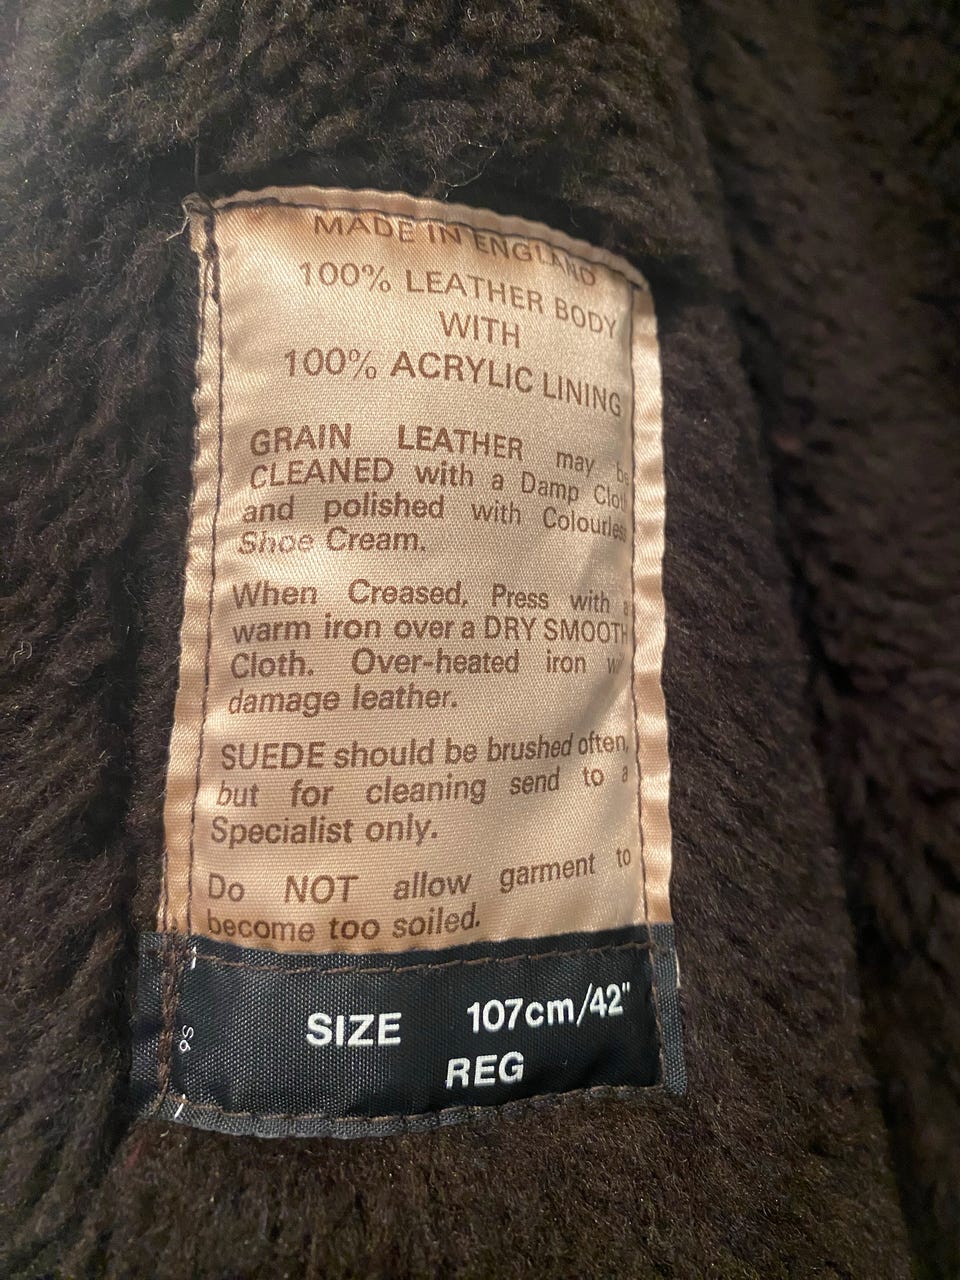 MADE IN ENGLAND
100% LEATHER BODY
WITH
100% ACRYLIC LINING
GRAIN LEATHER may be
CLEANED with a Damp Cloth
and polished with Colourless
Shoe Cream.
When Creased, Press with a
warm iron over a DRY SMOOTH
Cloth. Over-heated iron
damage leather.
SUEDE should be brushed often,
but for cleaning send to a
Specialist only.
Do NOT allow garment to
become too soiled.
SIZE 107cm/42"
REG